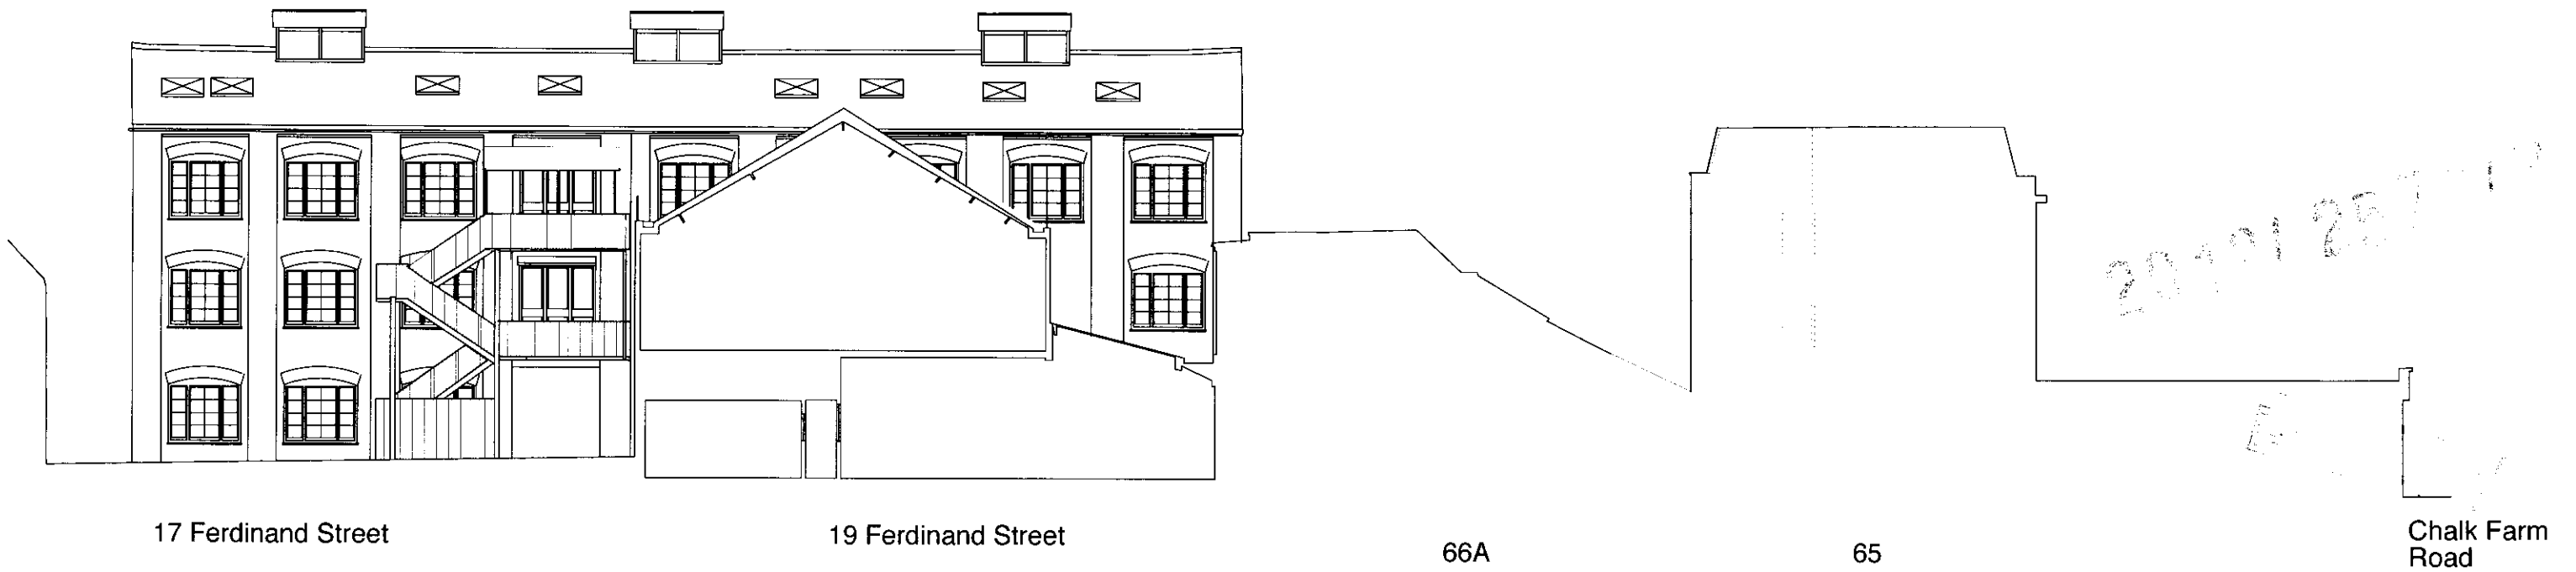 17 Ferdinand Street
19 Ferdinand Street
66A
65
Chalk Farm
Road